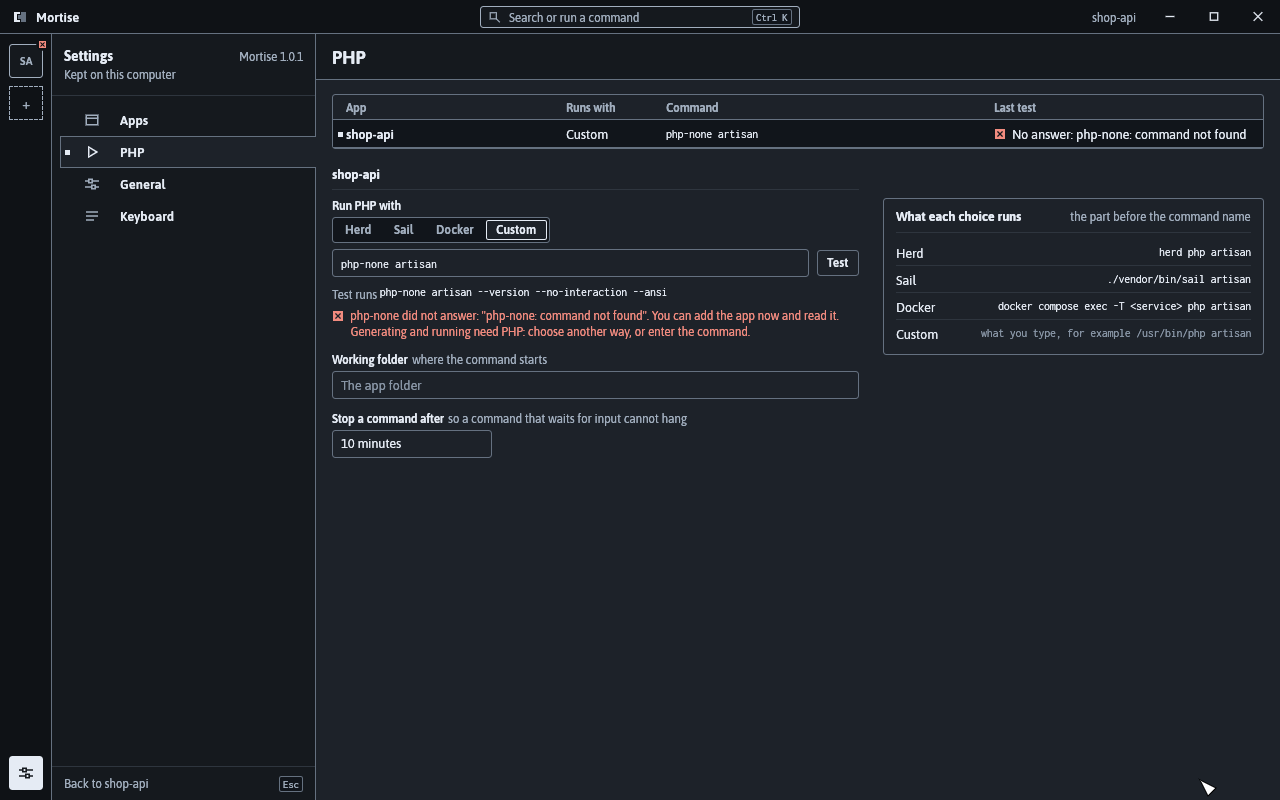 Mortise
Search or run a command
Ctrl K
shop-api
SA
+
Settings
Mortise 1.0.1
Kept on this computer
Apps
PHP
General
Keyboard
Back to shop-api
Esc
PHP
App Runs with Command Last test
shop-api Custom php-none artisan No answer: php-none: command not found
shop-api
Run PHP with
Herd Sail Docker Custom
php-none artisan
Test
Test runs php-none artisan --version --no-interaction --ansi
php-none did not answer: "php-none: command not found". You can add the app now and read it.
Generating and running need PHP: choose another way, or enter the command.
Working folder where the command starts
The app folder
Stop a command after so a command that waits for input cannot hang
10 minutes
What each choice runs the part before the command name
Herd herd php artisan
Sail ./vendor/bin/sail artisan
Docker docker compose exec -T <service> php artisan
Custom what you type, for example /usr/bin/php artisan